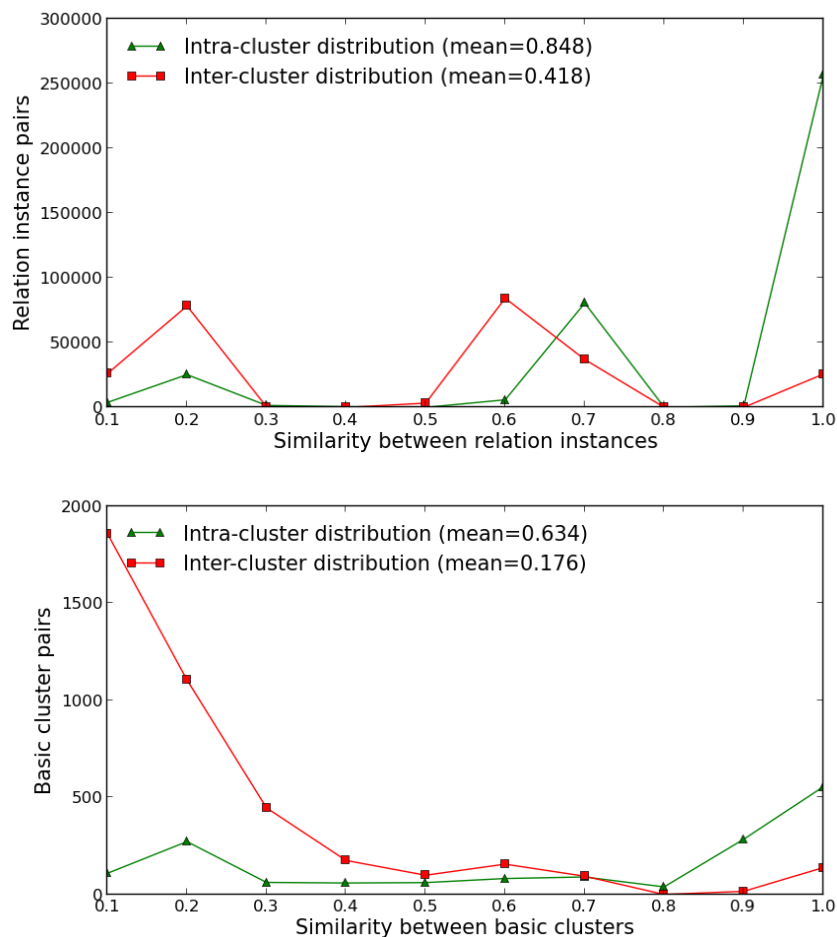 300000
250000
200000
150000
100000
50000
0
Relation instance pairs
Intra-cluster distribution (mean=0.848)
Inter-cluster distribution (mean=0.418)
0.1 0.2 0.3 0.4 0.5 0.6 0.7 0.8 0.9 1.0
Similarity between relation instances
2000
1500
1000
500
0
Basic cluster pairs
Intra-cluster distribution (mean=0.634)
Inter-cluster distribution (mean=0.176)
0.1 0.2 0.3 0.4 0.5 0.6 0.7 0.8 0.9 1.0
Similarity between basic clusters